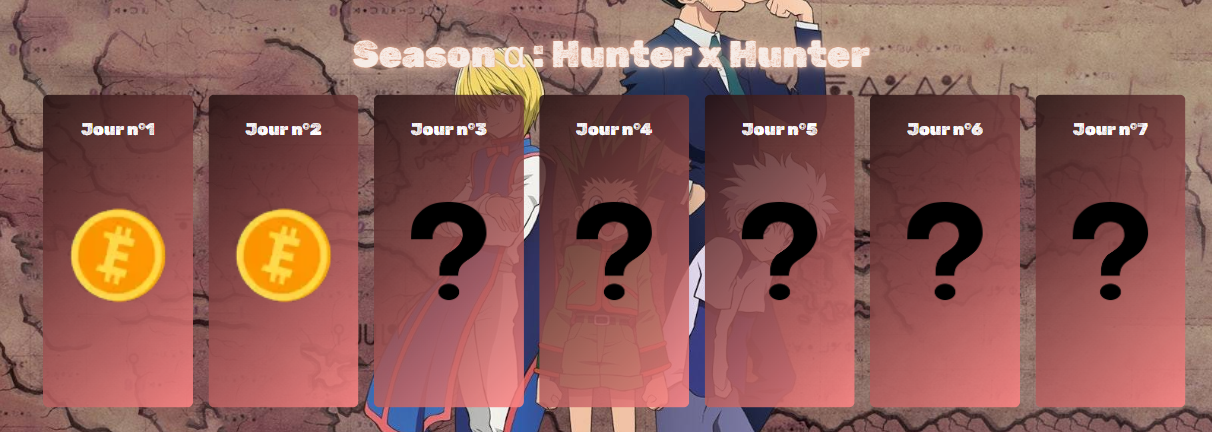 Season α : Hunter x Hunter
Jour n°1
Jour n°2
Jour n°3
Jour n°4
Jour n°5
Jour n°6
Jour n°7
?
?
?
?
?